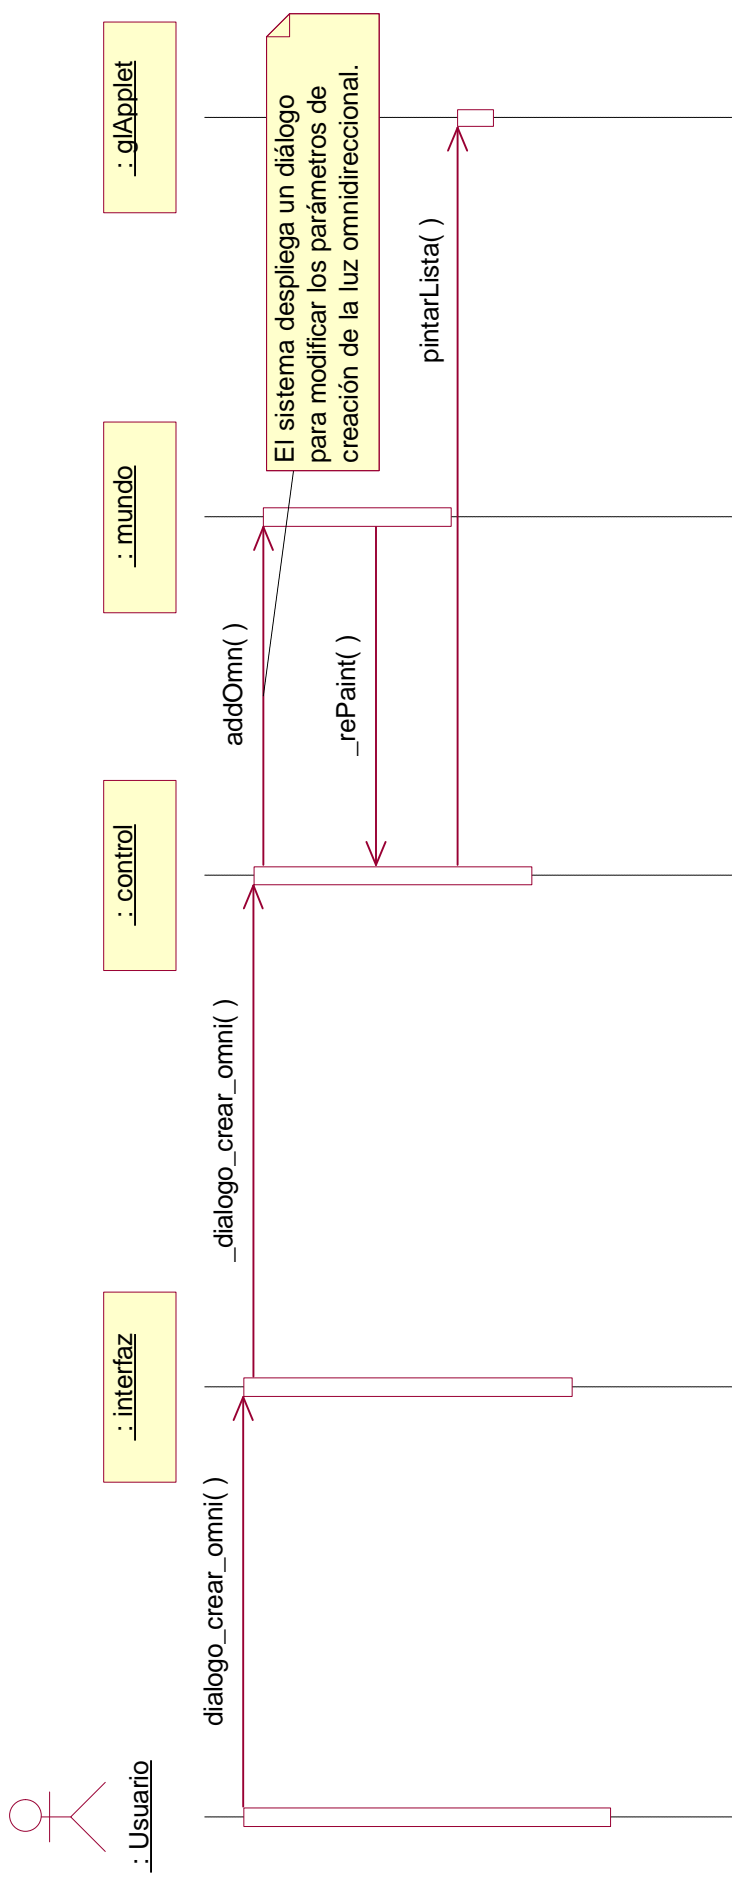 : Usuario
: interfaz
: control
: mundo
: glApplet
dialogo_crear_omni( )
_dialogo_crear_omni( )
addOmn( )
El sistema despliega un diálogo
para modificar los parámetros de
creación de la luz omnidireccional.
_rePaint( )
pintarLista( )